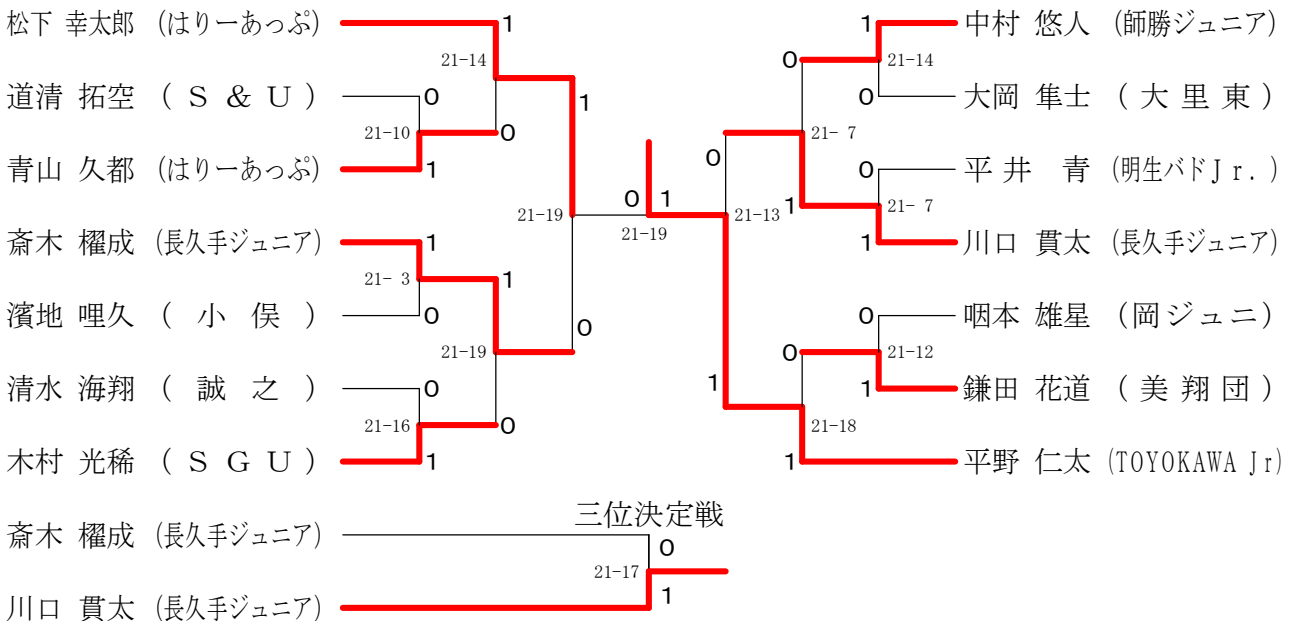 松下 幸太郎 (はりーあっぷ)
1
21-14
道清 拓空 ( S & U )
0
21-10
0
青山 久都 (はりーあっぷ)
1
1
21-19
斎木 櫂成 (長久手ジュニア)
1
21- 3
1
濱地 哩久 ( 小 俣 )
0
21-19
0
清水 海翔 ( 誠 之 )
0
21-16
0
木村 光稀 ( S G U )
1
0
1
21-19
1
中村 悠人 (師勝ジュニア)
0
21-14
0
大岡 隼士 ( 大 里 東 )
21- 7
0
0
平井 青 (明生バドJr.)
21-13
1
21- 7
1
川口 貫太 (長久手ジュニア)
0
咽本 雄星 (岡ジュニ)
0
21-12
1
1
鎌田 花道 ( 美 翔 団 )
21-18
1
平野 仁太 (TOYOKAWA Jr)
三位決定戦
斎木 櫂成 (長久手ジュニア)
0
21-17
川口 貫太 (長久手ジュニア)
1